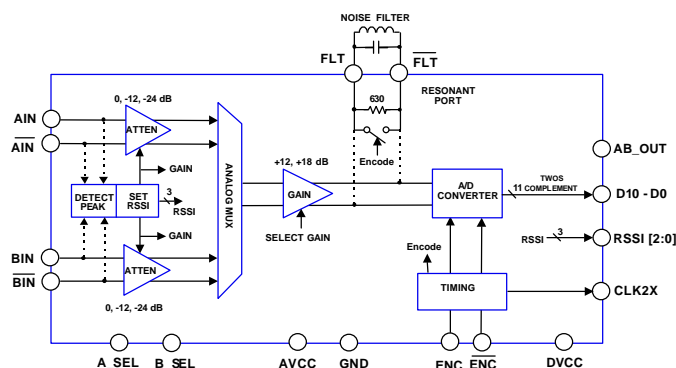 NOISE FILTER
FLT
FLT
RESONANT
PORT
630
Encode
0, -12, -24 dB
AIN
AIN
ATTEN
GAIN
DETECT
PEAK
SET
RSSI
3
RSSI
GAIN
BIN
BIN
ATTEN
0, -12, -24 dB
ANALOG MUX
+12, +18 dB
GAIN
SELECT GAIN
A/D
CONVERTER
TWOS
11 COMPLEMENT
AB_OUT
D10 - D0
RSSI 3
RSSI [2:0]
Encode
TIMING
CLK2X
A_SEL
B_SEL
AVCC
GND
ENC
ENC
DVCC